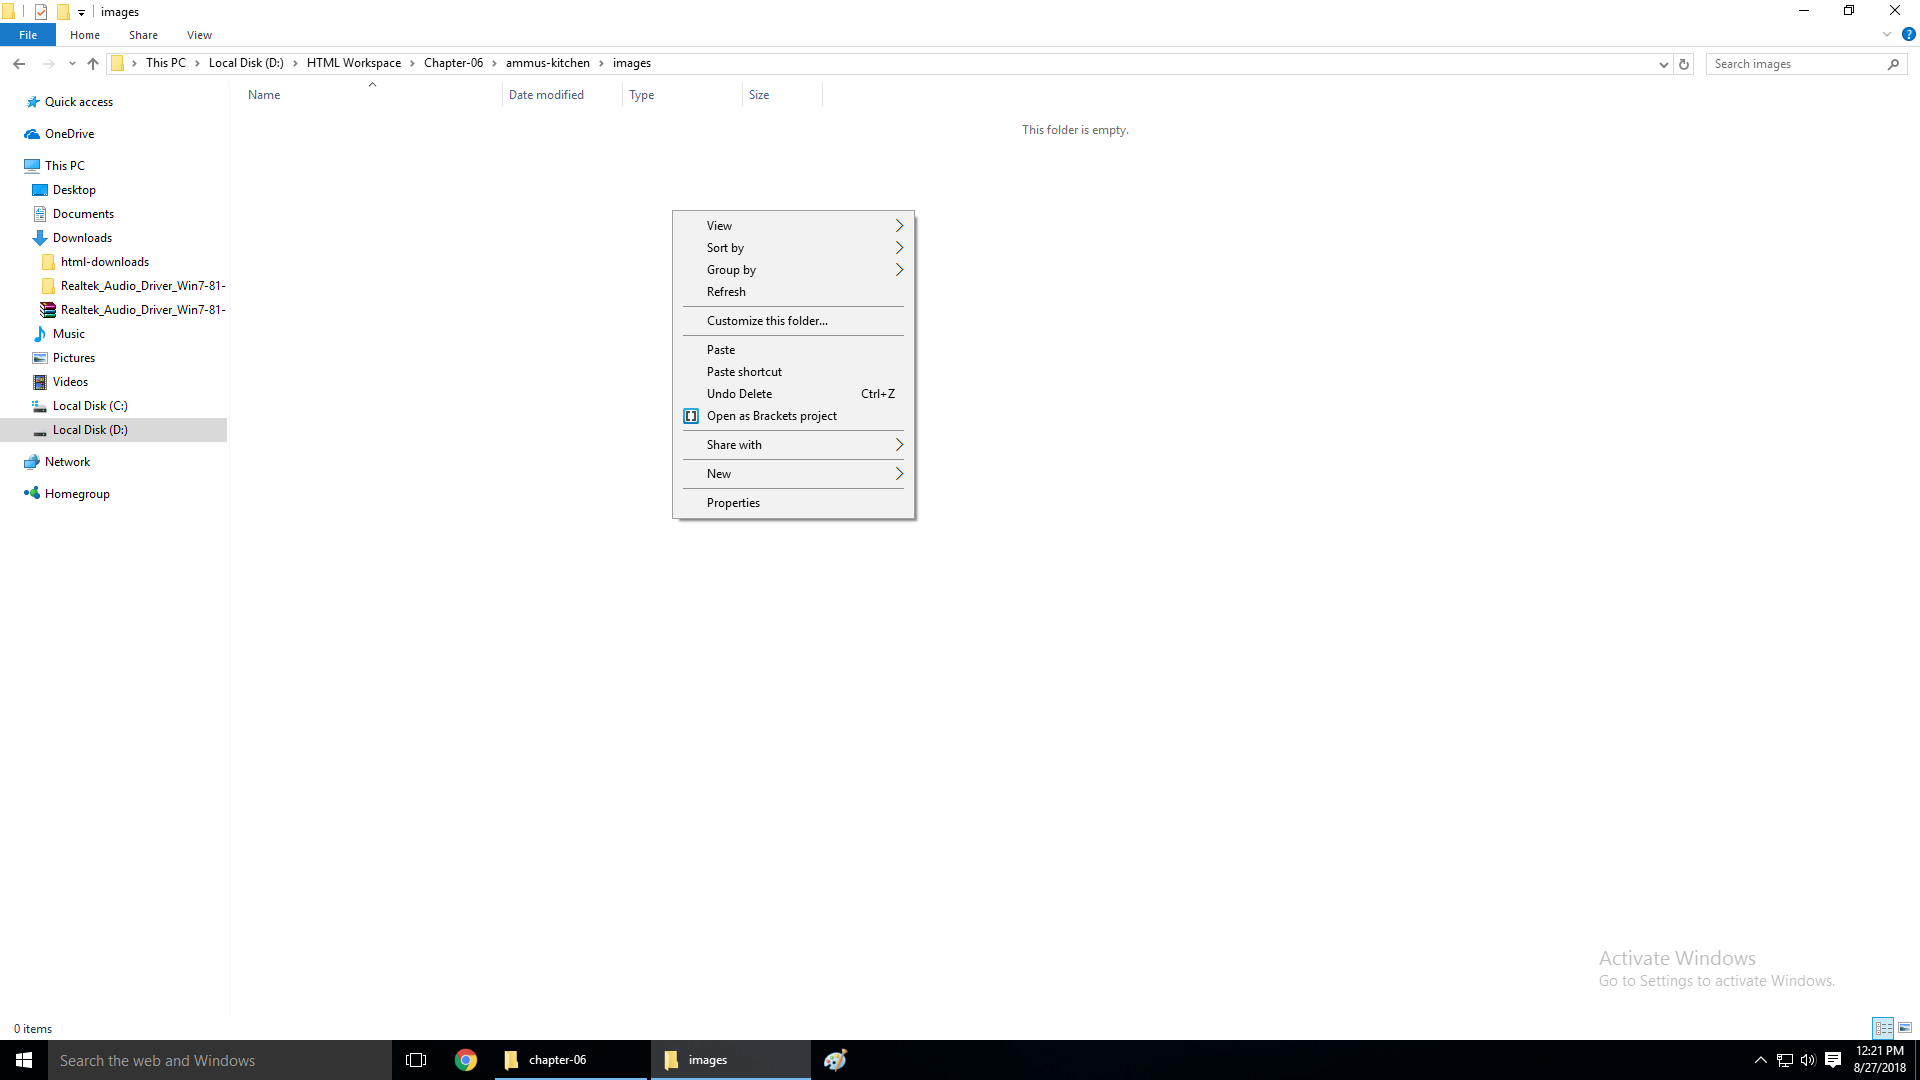 images
File Home Share View
This PC Local Disk (D:) HTML Workspace Chapter-06 ammus-kitchen images
Search images
Name Date modified Type Size
This folder is empty.
Quick access
OneDrive
This PC
Desktop
Documents
Downloads
html-downloads
Realtek_Audio_Driver_Win7-81-
Realtek_Audio_Driver_Win7-81-
Music
Pictures
Videos
Local Disk (C:)
Local Disk (D:)
Network
Homegroup
View
Sort by
Group by
Refresh
Customize this folder...
Paste
Paste shortcut
Undo Delete Ctrl+Z
Open as Brackets project
Share with
New
Properties
Activate Windows
Go to Settings to activate Windows.
0 items
Search the web and Windows
chapter-06
images
12:21 PM
8/27/2018